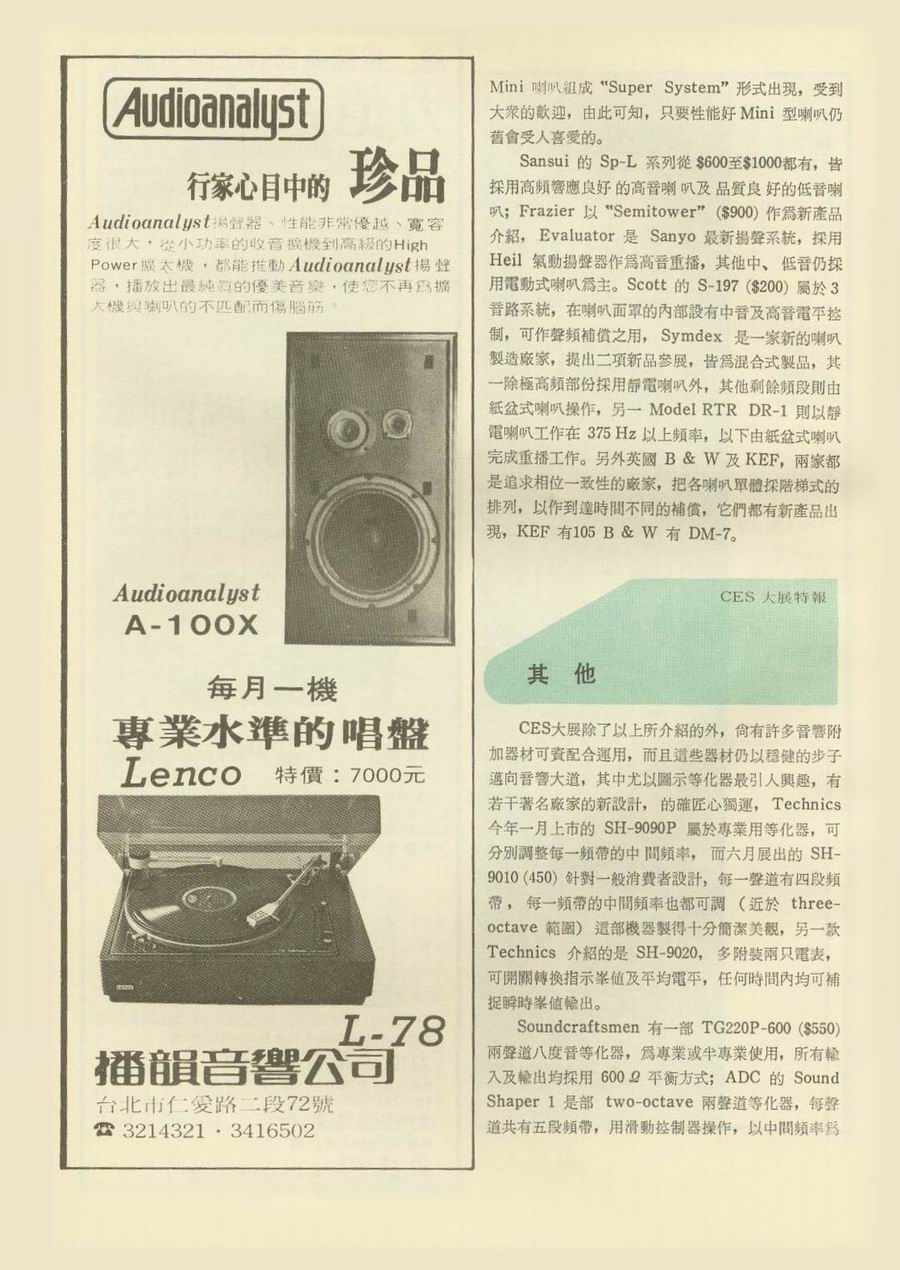 Audioanalyst
行家心目中的 珍品
Audioanalyst揚聲器、性能非常優越、寬容
度很大，從小功率的收音擴機到高級的High
Power擴大機，都能推動Audioanalyst揚聲
器，播放出最純真的優美音樂，使您不再為擴
大機與喇叭的不匹配而傷腦筋。
Audioanalyst
A-100X
每月一機
專業水準的唱盤
Lenco 特價：7000元
L-78
播韻音響公司
台北市仁愛路二段72號
☎ 3214321・3416502
Mini 喇叭組成 “Super System” 形式出現，受到
大衆的歡迎，由此可知，只要性能好 Mini 型喇叭仍
舊會受人喜愛的。
Sansui 的 Sp-L 系列從 $600至$1000都有，皆
採用高頻響應良好 的高音喇 叭及 品質良 好的低音喇
叭；Frazier 以 “Semitower” ($900) 作爲新產品
介紹，Evaluator 是 Sanyo 最新揚聲系統，採用
Heil 氣動揚聲器作爲高音重播，其他中、低音仍採
用電動式喇叭爲主。Scott 的 S-197 ($200) 屬於 3
音路系統，在喇叭面罩的內部設有中音及高音電平控
制，可作聲頻補償之用，Symdex 是一家新的喇叭
製造廠家，提出二項新品參展，皆爲混合式製品，其
一除極高頻部份採用靜電喇叭外，其他剩餘頻段則由
紙盆式喇叭操作，另一 Model RTR DR-1 則以靜
電喇叭工作在 375 Hz 以上頻率，以下由紙盆式喇叭
完成重播工作。另外英國 B & W 及 KEF，兩家都
是追求相位一致性的廠家，把各喇叭單體採階梯式的
排列，以作到達時間不同的補償，它們都有新產品出
現，KEF 有105 B & W 有 DM-7。
CES 大展特報
其 他
CES大展除了以上所介紹的外，尙有許多音響附
加器材可資配合運用，而且這些器材仍以穩健的步子
邁向音響大道，其中尤以圖示等化器最引人興趣，有
若干著名廠家的新設計， 的確匠心獨運，Technics
今年一月上市的 SH-9090P 屬於專業用等化器，可
分別調整每一頻帶的中 間頻率， 而六月展出的 SH-
9010 (450) 針對一般消費者設計，每一聲道有四段頻
帶， 每一頻帶的中間頻率也都可調 （近於 three-
octave 範圍） 這部機器製得十分簡潔美觀，另一款
Technics 介紹的是 SH-9020， 多附裝兩只電表，
可開關轉換指示峯値及平均電平，任何時間內均可補
捉瞬時峯値輸出。
Soundcraftsmen 有一部 TG220P-600 ($550)
兩聲道八度音等化器，爲專業或半專業使用，所有輸
入及輸出均採用 600Ω 平衡方式；ADC 的 Sound
Shaper 1 是部 two-octave 兩聲道等化器，每聲
道共有五段頻帶，用滑動控制器操作，以中間頻率爲